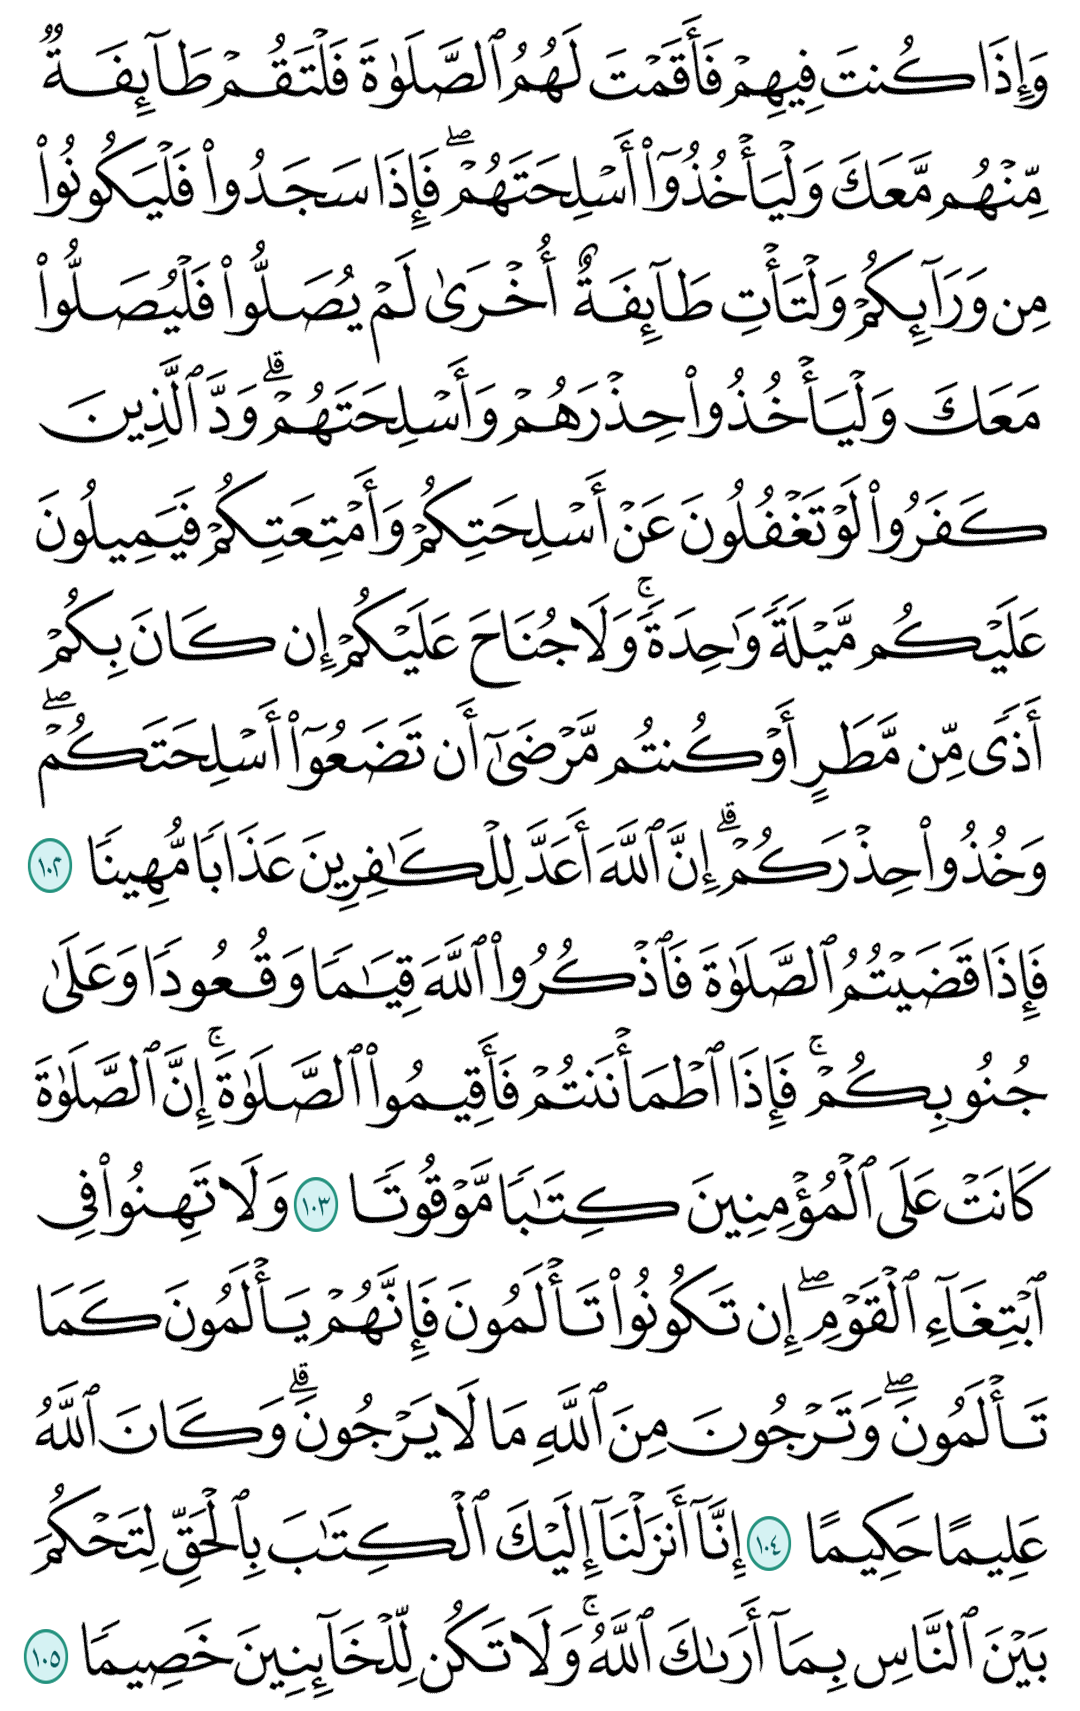 وَإِذَا كُنتَ فِيهِمْ فَأَقَمْتَ لَهُمُ ٱلصَّلَوٰةَ فَلْتَقُمْ طَآئِفَةٌ
مِّنْهُم مَّعَكَ وَلْيَأْخُذُوٓا۟ أَسْلِحَتَهُمْ ۖ فَإِذَا سَجَدُوا۟ فَلْيَكُونُوا۟
مِن وَرَآئِكُمْ وَلْتَأْتِ طَآئِفَةٌ أُخْرَىٰ لَمْ يُصَلُّوا۟ فَلْيُصَلُّوا۟
مَعَكَ وَلْيَأْخُذُوا۟ حِذْرَهُمْ وَأَسْلِحَتَهُمْ ۗ وَدَّ ٱلَّذِينَ
كَفَرُوا۟ لَوْ تَغْفُلُونَ عَنْ أَسْلِحَتِكُمْ وَأَمْتِعَتِكُمْ فَيَمِيلُونَ
عَلَيْكُم مَّيْلَةً وَٰحِدَةً ۚ وَلَا جُنَاحَ عَلَيْكُمْ إِن كَانَ بِكُمْ
أَذًى مِّن مَّطَرٍ أَوْ كُنتُم مَّرْضَىٰٓ أَن تَضَعُوٓا۟ أَسْلِحَتَكُمْ ۖ
وَخُذُوا۟ حِذْرَكُمْ ۗ إِنَّ ٱللَّهَ أَعَدَّ لِلْكَٰفِرِينَ عَذَابًا مُّهِينًا ١٠٢
فَإِذَا قَضَيْتُمُ ٱلصَّلَوٰةَ فَٱذْكُرُوا۟ ٱللَّهَ قِيَٰمًا وَقُعُودًا وَعَلَىٰ
جُنُوبِكُمْ ۚ فَإِذَا ٱطْمَأْنَنتُمْ فَأَقِيمُوا۟ ٱلصَّلَوٰةَ ۚ إِنَّ ٱلصَّلَوٰةَ
كَانَتْ عَلَى ٱلْمُؤْمِنِينَ كِتَٰبًا مَّوْقُوتًا ١٠٣ وَلَا تَهِنُوا۟ فِى
ٱبْتِغَآءِ ٱلْقَوْمِ ۖ إِن تَكُونُوا۟ تَأْلَمُونَ فَإِنَّهُمْ يَأْلَمُونَ كَمَا
تَأْلَمُونَ ۖ وَتَرْجُونَ مِنَ ٱللَّهِ مَا لَا يَرْجُونَ ۗ وَكَانَ ٱللَّهُ
عَلِيمًا حَكِيمًا ١٠٤ إِنَّآ أَنزَلْنَآ إِلَيْكَ ٱلْكِتَٰبَ بِٱلْحَقِّ لِتَحْكُمَ
بَيْنَ ٱلنَّاسِ بِمَآ أَرَىٰكَ ٱللَّهُ ۚ وَلَا تَكُن لِّلْخَآئِنِينَ خَصِيمًا ١٠٥